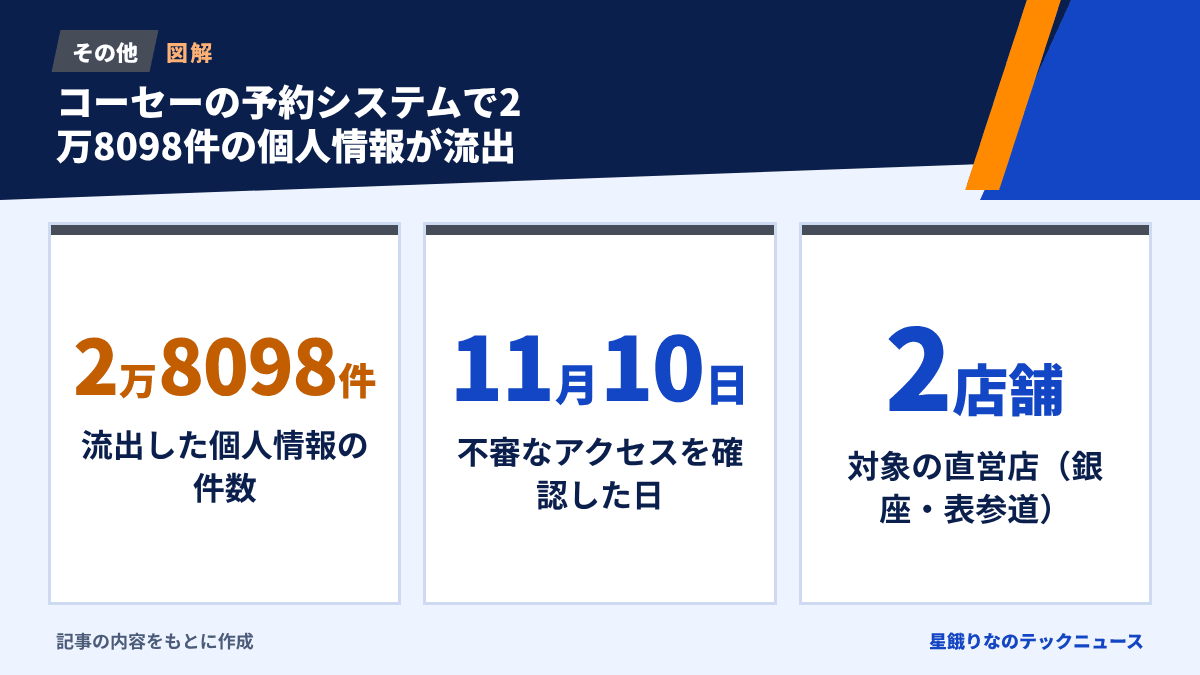 その他 図解
コーセーの予約システムで2
万8098件の個人情報が流出
2万8098件
流出した個人情報の
件数
11月10日
不審なアクセスを確
認した日
2店舗
対象の直営店（銀
座・表参道）
記事の内容をもとに作成
星餓りなのテックニュース